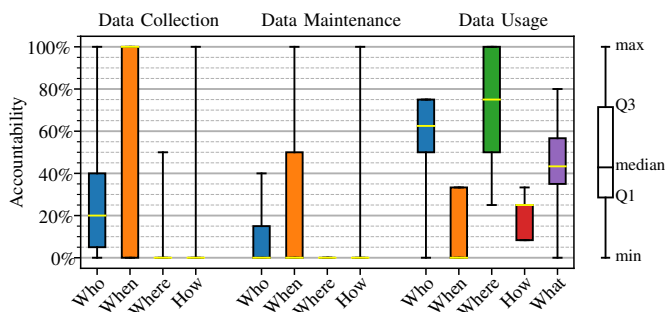 Data Collection Data Maintenance Data Usage
100%
80%
60%
40%
20%
0%
Accountability
Who When Where How Who When Where How Who When Where How What
max
Q3
median
Q1
min